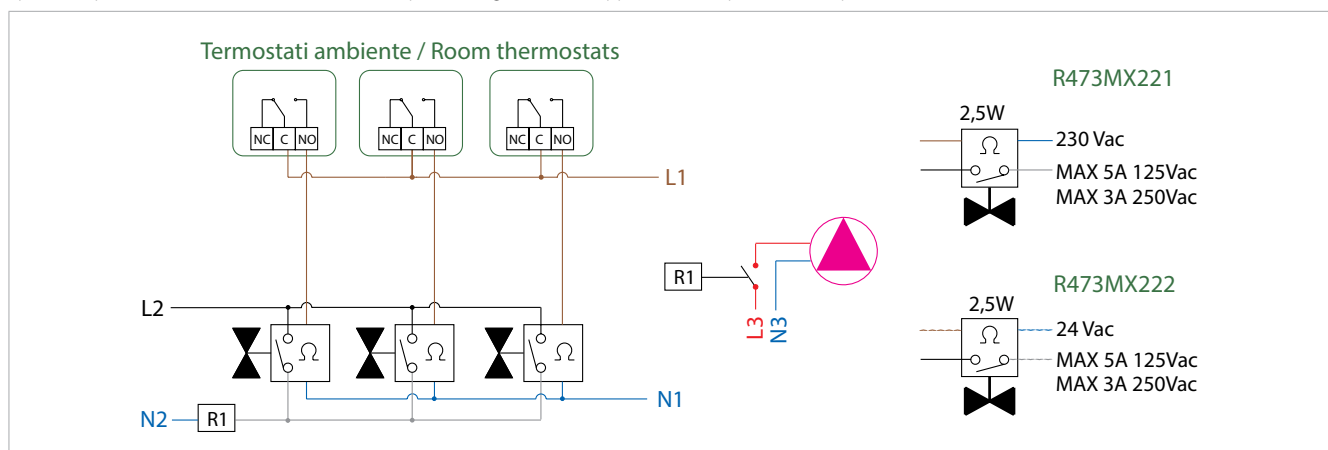 Termostati ambiente / Room thermostats
NC C NO
NC C NO
NC C NO
L1
L2
Ω
Ω
Ω
N1
N2
R1
R1
L3
N3
R473MX221
2,5W
Ω
230 Vac
MAX 5A 125Vac
MAX 3A 250Vac
R473MX222
2,5W
Ω
24 Vac
MAX 5A 125Vac
MAX 3A 250Vac